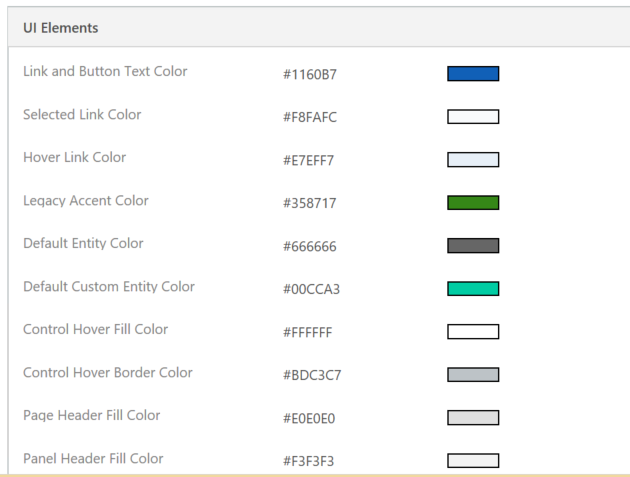 UI Elements
Link and Button Text Color #1160B7
Selected Link Color #F8FAFC
Hover Link Color #E7EFF7
Legacy Accent Color #358717
Default Entity Color #666666
Default Custom Entity Color #00CCA3
Control Hover Fill Color #FFFFFF
Control Hover Border Color #BDC3C7
Page Header Fill Color #E0E0E0
Panel Header Fill Color #F3F3F3